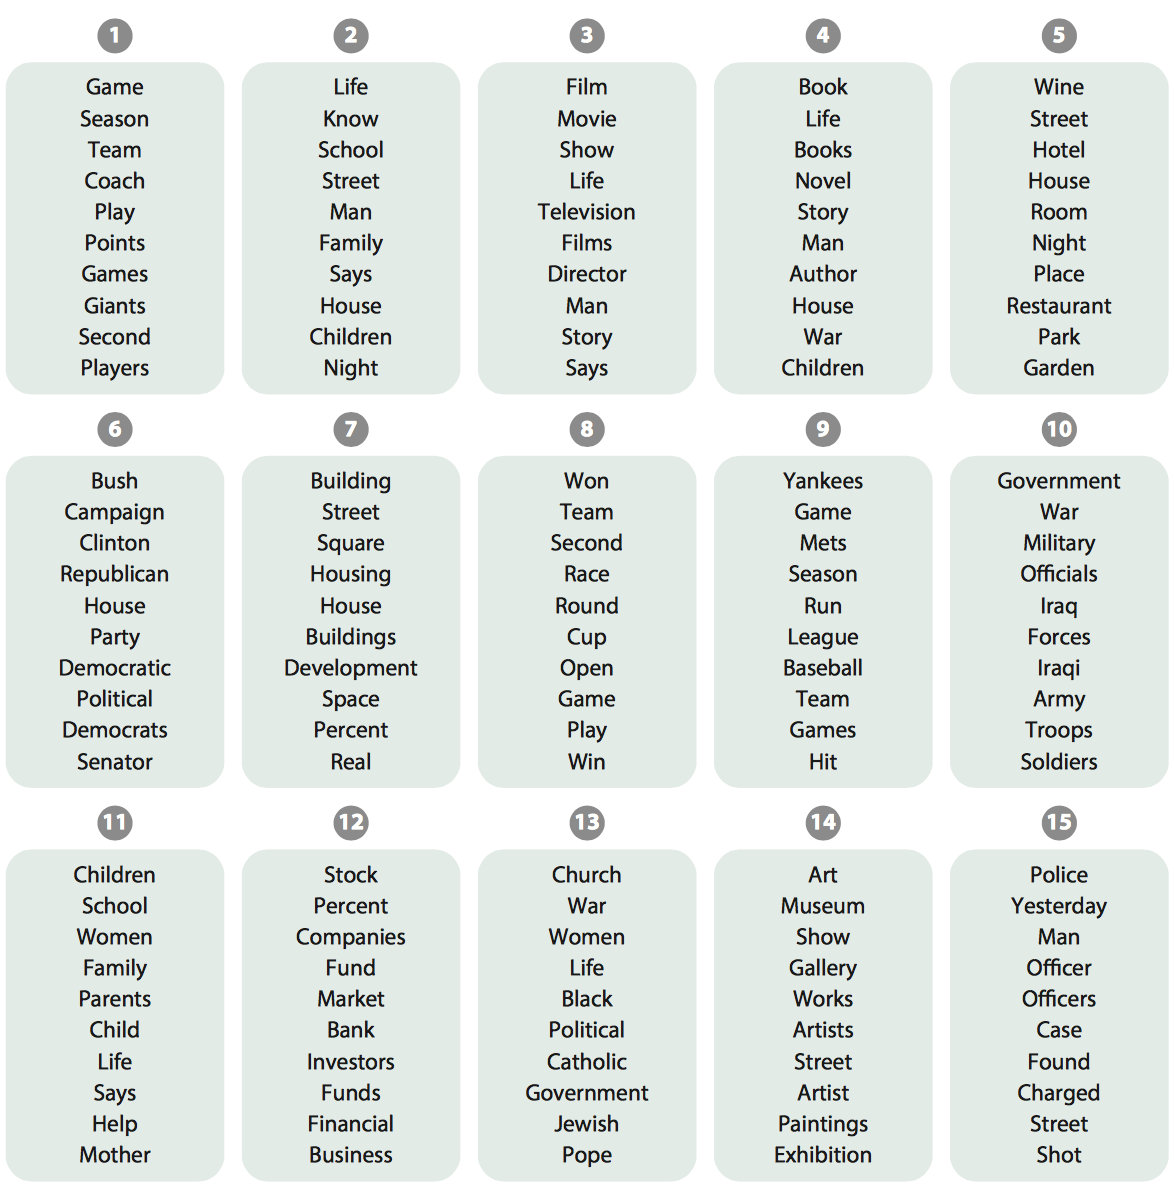 1
Game
Season
Team
Coach
Play
Points
Games
Giants
Second
Players
2
Life
Know
School
Street
Man
Family
Says
House
Children
Night
3
Film
Movie
Show
Life
Television
Films
Director
Man
Story
Says
4
Book
Life
Books
Novel
Story
Man
Author
House
War
Children
5
Wine
Street
Hotel
House
Room
Night
Place
Restaurant
Park
Garden
6
Bush
Campaign
Clinton
Republican
House
Party
Democratic
Political
Democrats
Senator
7
Building
Street
Square
Housing
House
Buildings
Development
Space
Percent
Real
8
Won
Team
Second
Race
Round
Cup
Open
Game
Play
Win
9
Yankees
Game
Mets
Season
Run
League
Baseball
Team
Games
Hit
10
Government
War
Military
Officials
Iraq
Forces
Iraqi
Army
Troops
Soldiers
11
Children
School
Women
Family
Parents
Child
Life
Says
Help
Mother
12
Stock
Percent
Companies
Fund
Market
Bank
Investors
Funds
Financial
Business
13
Church
War
Women
Life
Black
Political
Catholic
Government
Jewish
Pope
14
Art
Museum
Show
Gallery
Works
Artists
Street
Artist
Paintings
Exhibition
15
Police
Yesterday
Man
Officer
Officers
Case
Found
Charged
Street
Shot